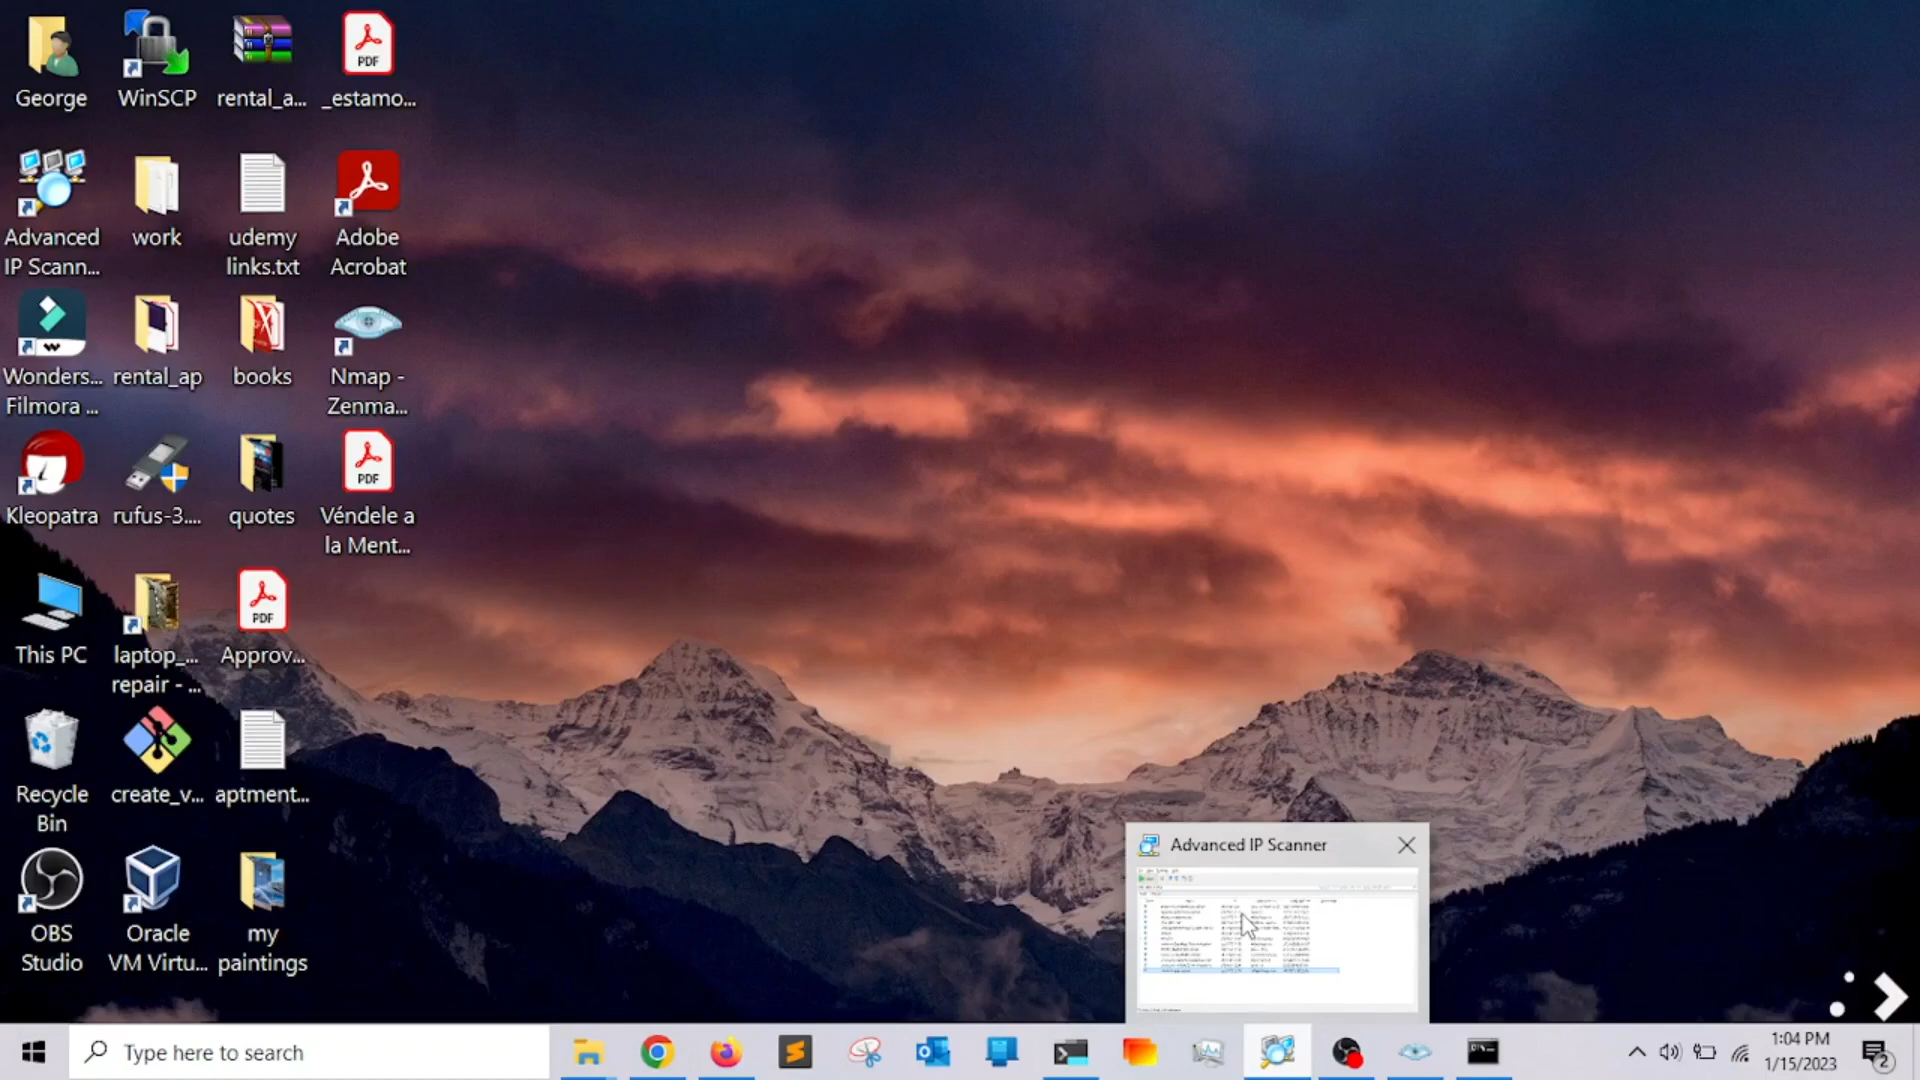 George
WinSCP
rental_a...
_estamo...
PDF
Advanced
IP Scann...
work
udemy
links.txt
Adobe
Acrobat
Wonders...
Filmora ...
rental_ap
books
Nmap -
Zenma...
Kleopatra
rufus-3....
quotes
PDF
Véndele a
la Ment...
This PC
laptop_...
repair - ...
PDF
Approv...
Recycle
Bin
create_v...
aptment...
OBS
Studio
Oracle
VM Virtu...
my
paintings
Advanced IP Scanner
Type here to search
1:04 PM
1/15/2023
2